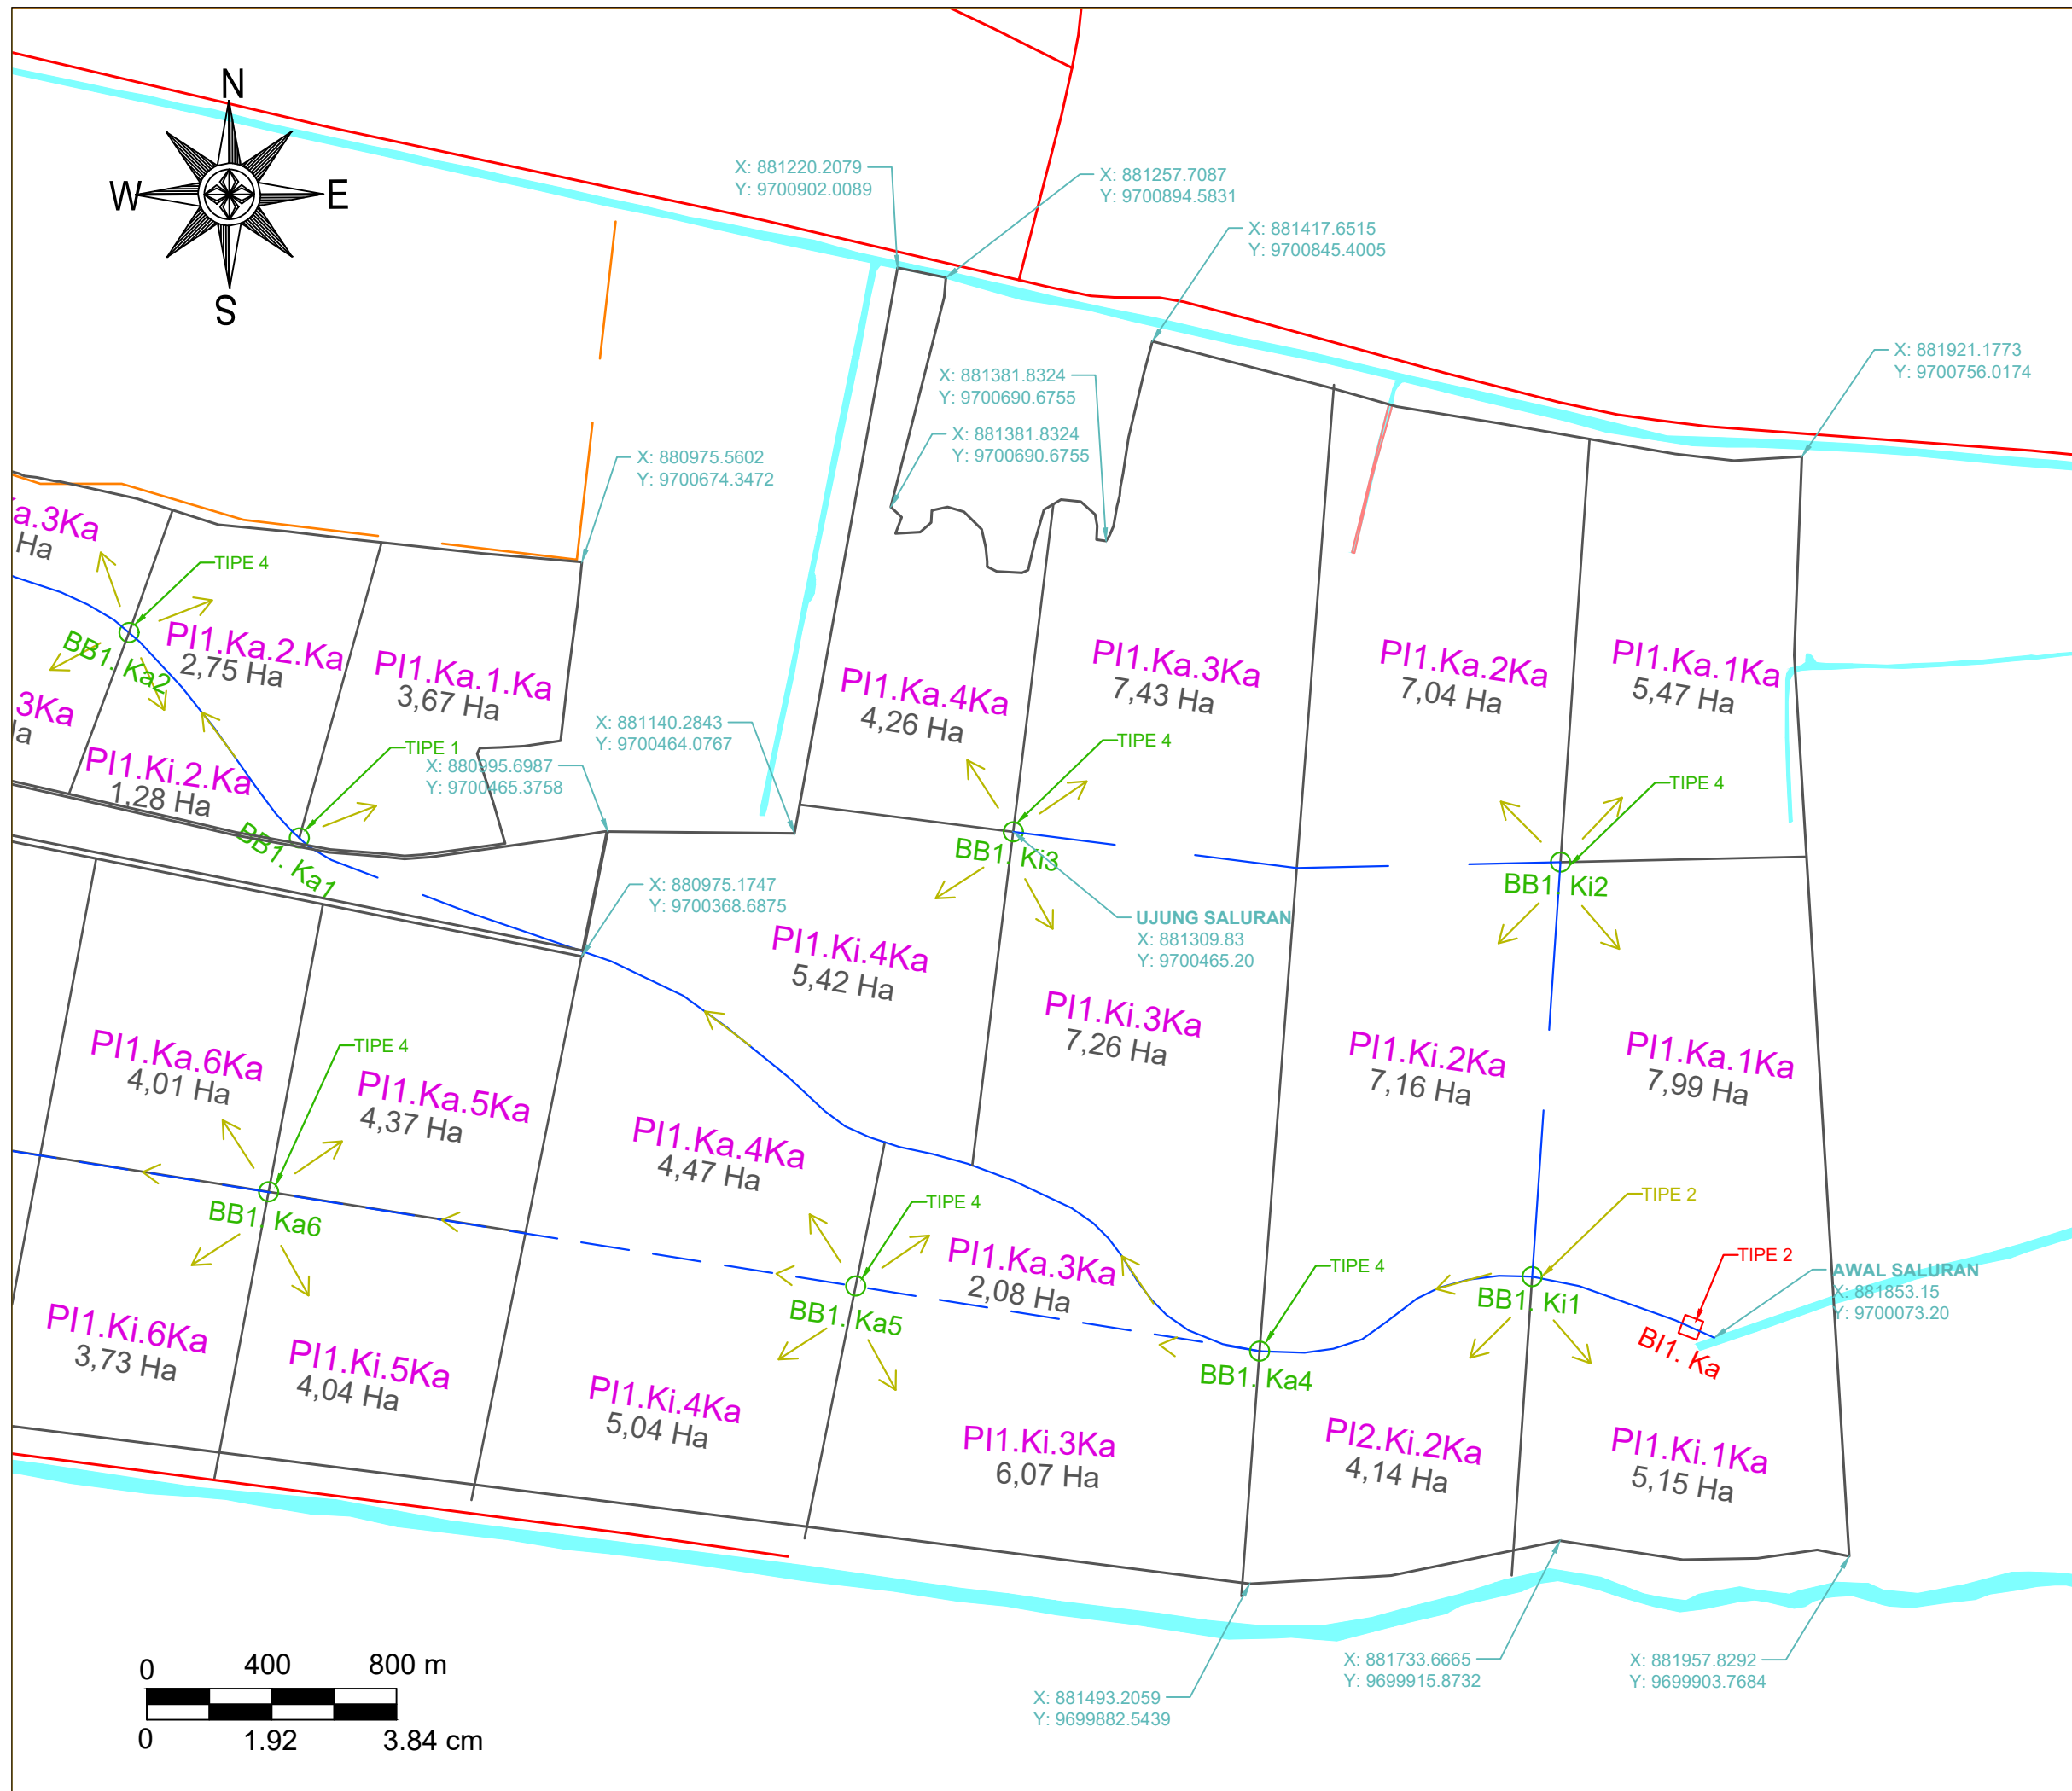 N
W
E
S
X: 881220.2079
Y: 9700902.0089
X: 881257.7087
Y: 9700894.5831
X: 881417.6515
Y: 9700845.4005
X: 881921.1773
Y: 9700756.0174
X: 881381.8324
Y: 9700690.6755
X: 881381.8324
Y: 9700690.6755
X: 880975.5602
Y: 9700674.3472
a.3Ka
Ha
TIPE 4
BB1. Ka2
PI1.Ka.2.Ka
2,75 Ha
PI1.Ka.1.Ka
3,67 Ha
3Ka
PI1.Ki.2.Ka
1,28 Ha
TIPE 1
BB1. Ka1
X: 881140.2843
Y: 9700464.0767
X: 880995.6987
Y: 9700465.3758
PI1.Ka.4Ka
4,26 Ha
PI1.Ka.3Ka
7,43 Ha
PI1.Ka.2Ka
7,04 Ha
PI1.Ka.1Ka
5,47 Ha
TIPE 4
BB1. Ki3
TIPE 4
BB1. Ki2
X: 880975.1747
Y: 9700368.6875
UJUNG SALURAN
X: 881309.83
Y: 9700465.20
PI1.Ki.4Ka
5,42 Ha
PI1.Ki.3Ka
7,26 Ha
PI1.Ki.2Ka
7,16 Ha
PI1.Ka.1Ka
7,99 Ha
PI1.Ka.6Ka
4,01 Ha
TIPE 4
PI1.Ka.5Ka
4,37 Ha
PI1.Ka.4Ka
4,47 Ha
BB1. Ka6
TIPE 4
BB1. Ka5
PI1.Ka.3Ka
2,08 Ha
TIPE 4
BB1. Ka4
TIPE 2
BB1. Ki1
TIPE 2
BI1. Ka
AWAL SALURAN
X: 881853.15
Y: 9700073.20
PI1.Ki.6Ka
3,73 Ha
PI1.Ki.5Ka
4,04 Ha
PI1.Ki.4Ka
5,04 Ha
PI1.Ki.3Ka
6,07 Ha
PI2.Ki.2Ka
4,14 Ha
PI1.Ki.1Ka
5,15 Ha
X: 881733.6665
Y: 9699915.8732
X: 881957.8292
Y: 9699903.7684
X: 881493.2059
Y: 9699882.5439
0 400 800 m
0 1.92 3.84 cm